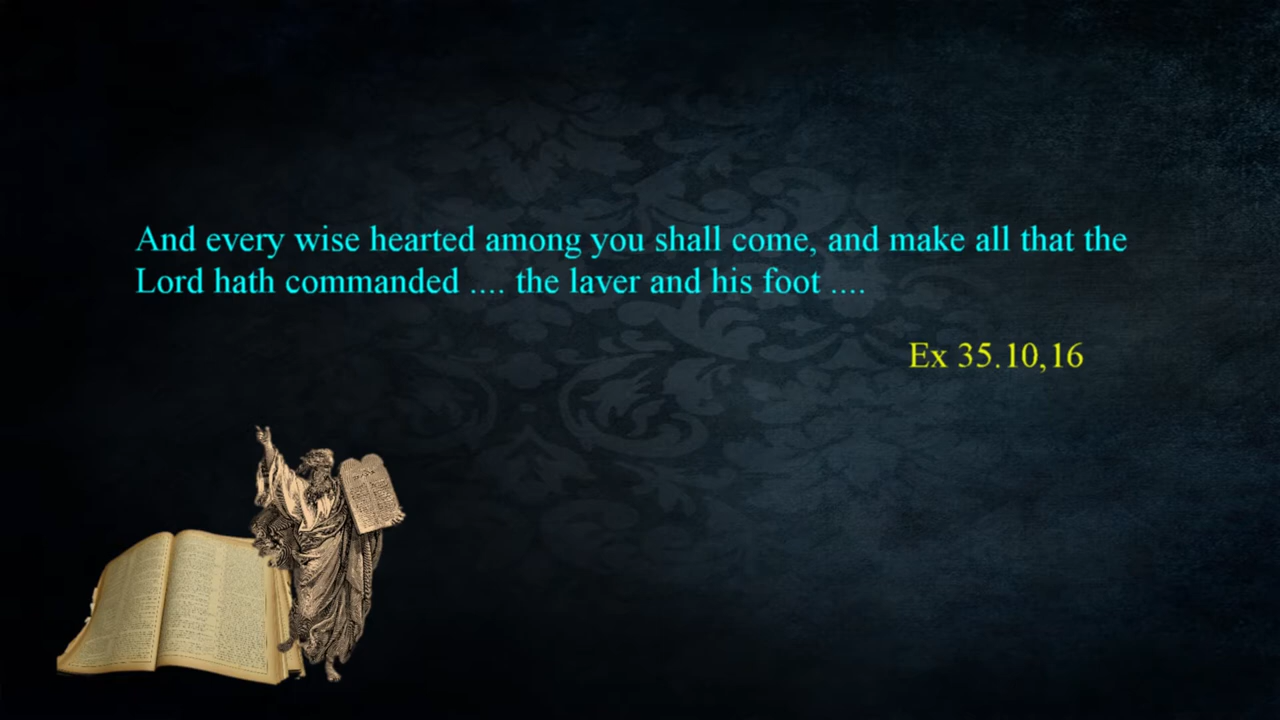 And every wise hearted among you shall come, and make all that the
Lord hath commanded .... the laver and his foot ....
Ex 35.10,16